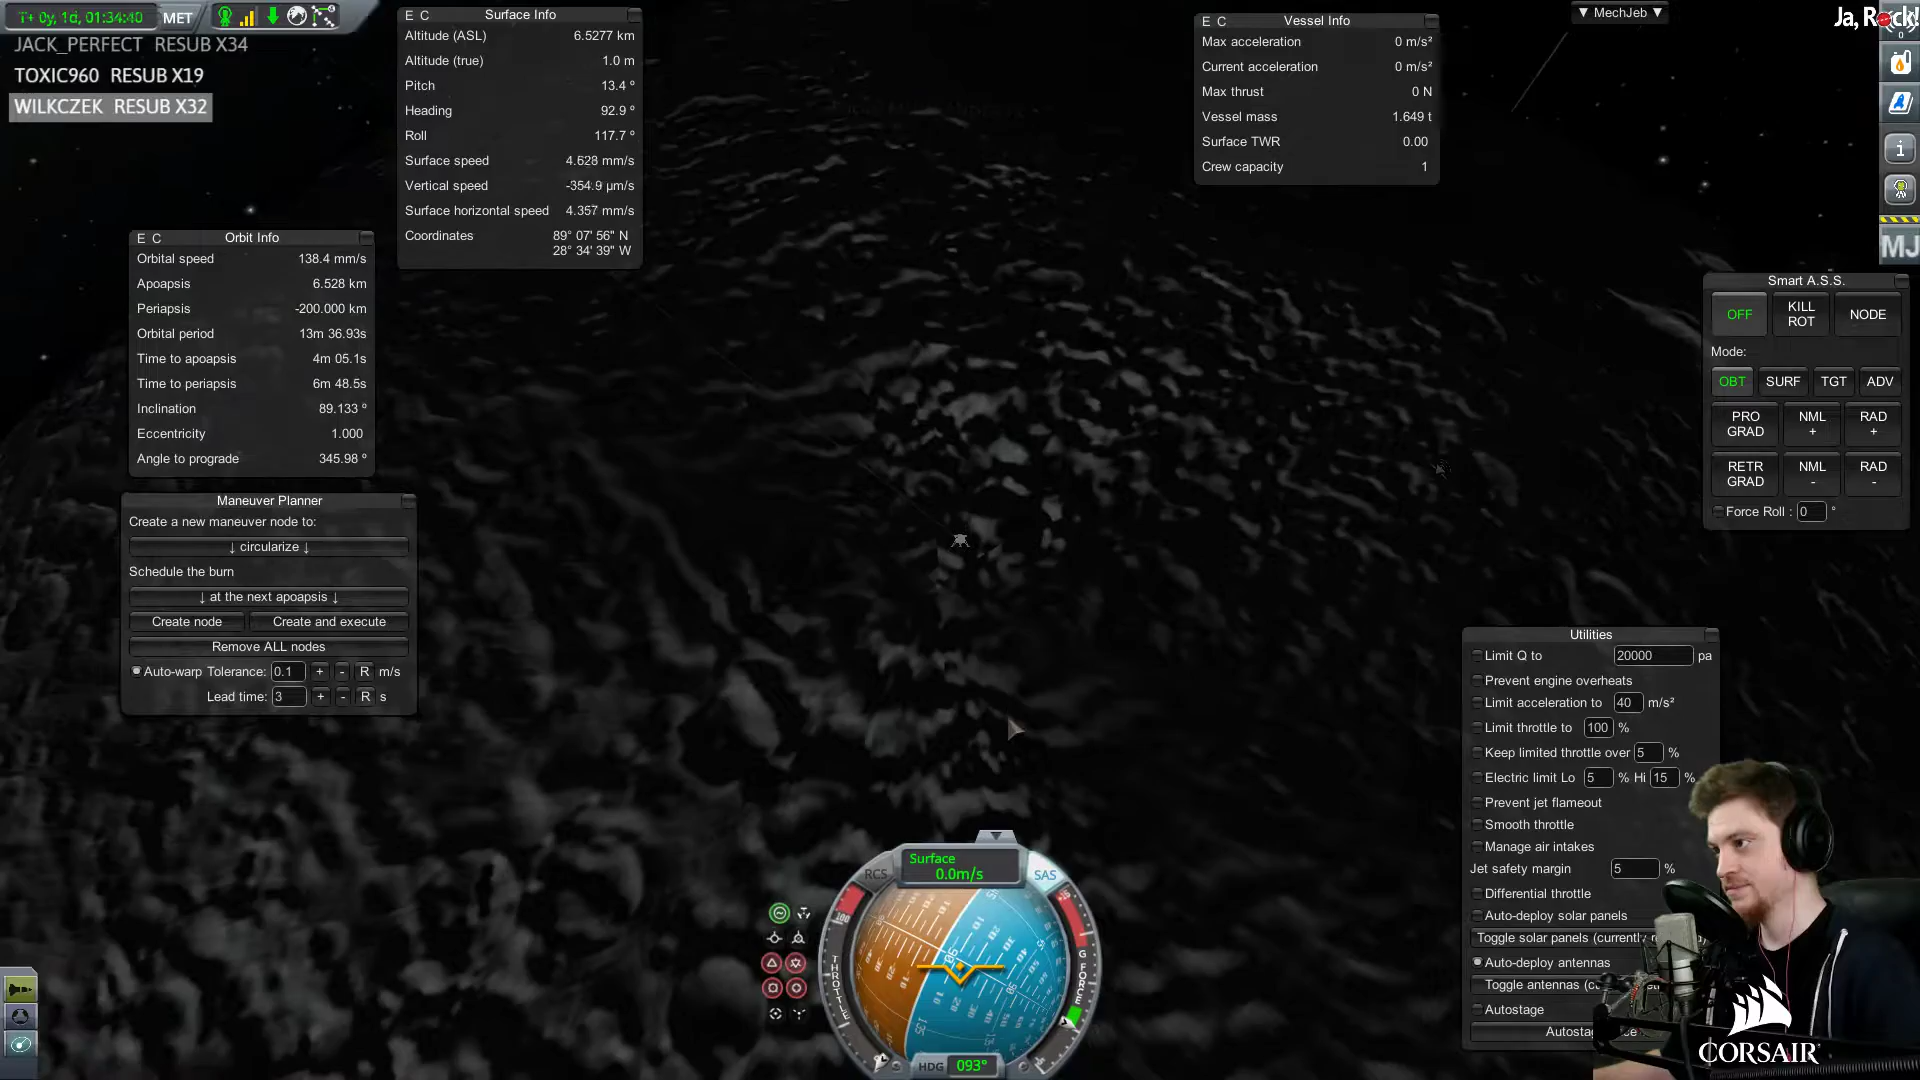 T+ 0y, 1d, 01:34:40 MET
JACK_PERFECT RESUB X34
TOXIC960 RESUB X19
WILKCZEK RESUB X32
E C Surface Info
Altitude (ASL) 6.5277 km
Altitude (true) 1.0 m
Pitch 13.4 º
Heading 92.9 º
Roll 117.7 º
Surface speed 4.628 mm/s
Vertical speed -354.9 µm/s
Surface horizontal speed 4.357 mm/s
Coordinates 89° 07' 56" N
28° 34' 39" W
E C Vessel Info
Max acceleration 0 m/s²
Current acceleration 0 m/s²
Max thrust 0 N
Vessel mass 1.649 t
Surface TWR 0.00
Crew capacity 1
▼ MechJeb ▼
Ja, Rock!
0
MJ
E C Orbit Info
Orbital speed 138.4 mm/s
Apoapsis 6.528 km
Periapsis -200.000 km
Orbital period 13m 36.93s
Time to apoapsis 4m 05.1s
Time to periapsis 6m 48.5s
Inclination 89.133 º
Eccentricity 1.000
Angle to prograde 345.98 º
Maneuver Planner
Create a new maneuver node to:
↓ circularize ↓
Schedule the burn
↓ at the next apoapsis ↓
Create node Create and execute
Remove ALL nodes
Auto-warp Tolerance: 0.1 + - R m/s
Lead time: 3 + - R s
Smart A.S.S.
OFF KILL ROT NODE
Mode:
OBT SURF TGT ADV
PRO GRAD NML + RAD +
RETR GRAD NML - RAD -
Force Roll : 0 °
Utilities
Limit Q to 20000 pa
Prevent engine overheats
Limit acceleration to 40 m/s²
Limit throttle to 100 %
Keep limited throttle over 5 %
Electric limit Lo 5 % Hi 15 %
Prevent jet flameout
Smooth throttle
Manage air intakes
Jet safety margin 5 %
Differential throttle
Auto-deploy solar panels
Toggle solar panels (currently
Auto-deploy antennas
Toggle antennas
Autostage
CORSAIR
Surface
0.0m/s
RCS SAS
THROTTLE
G FORCE
HDG 093°